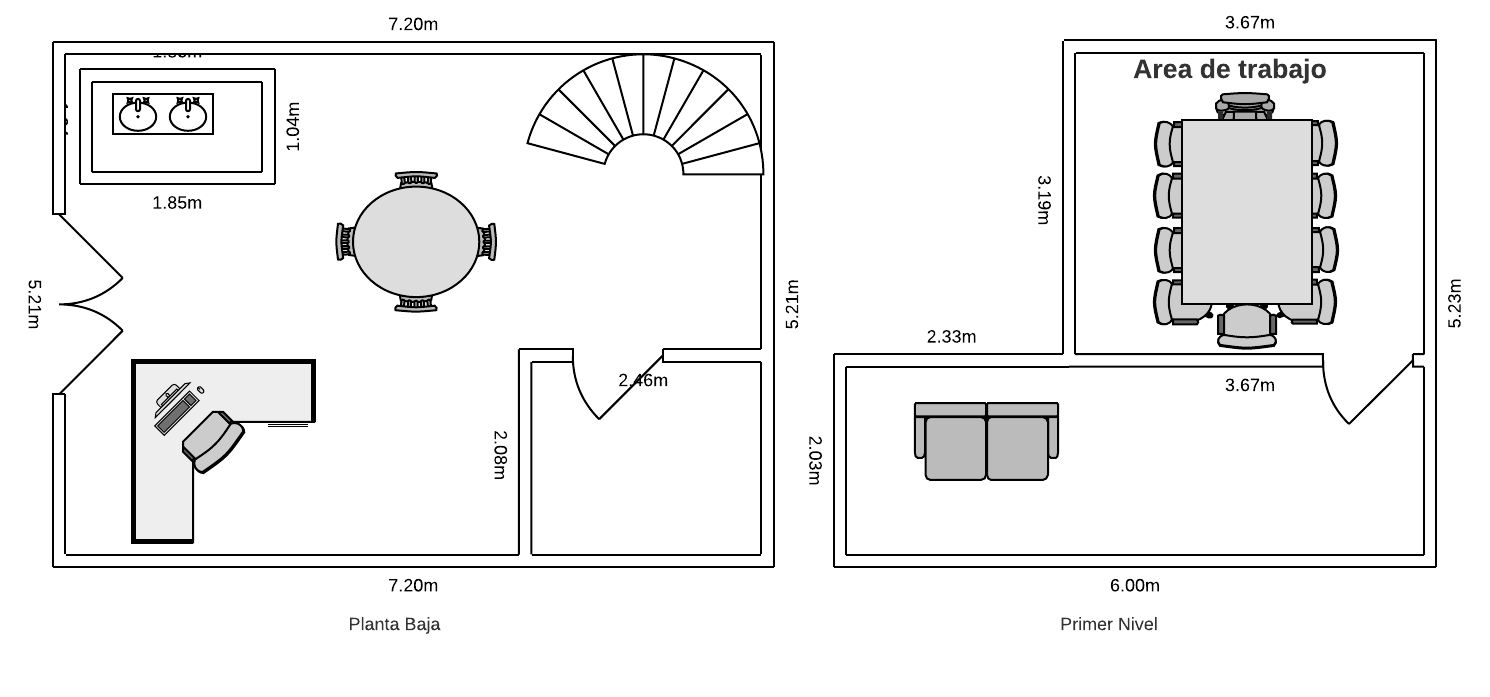 7.20m
1.04m
1.85m
5.21m
5.21m
2.46m
2.08m
7.20m
Planta Baja
3.67m
Area de trabajo
3.19m
5.23m
2.33m
3.67m
2.03m
6.00m
Primer Nivel